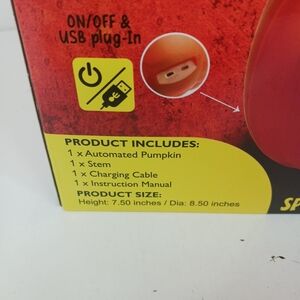 ON/OFF &
USB plug-In
PRODUCT INCLUDES:
1 x Automated Pumpkin
1 x Stem
1 x Charging Cable
1 x Instruction Manual
PRODUCT SIZE:
Height: 7.50 inches / Dia: 8.50 inches
SP